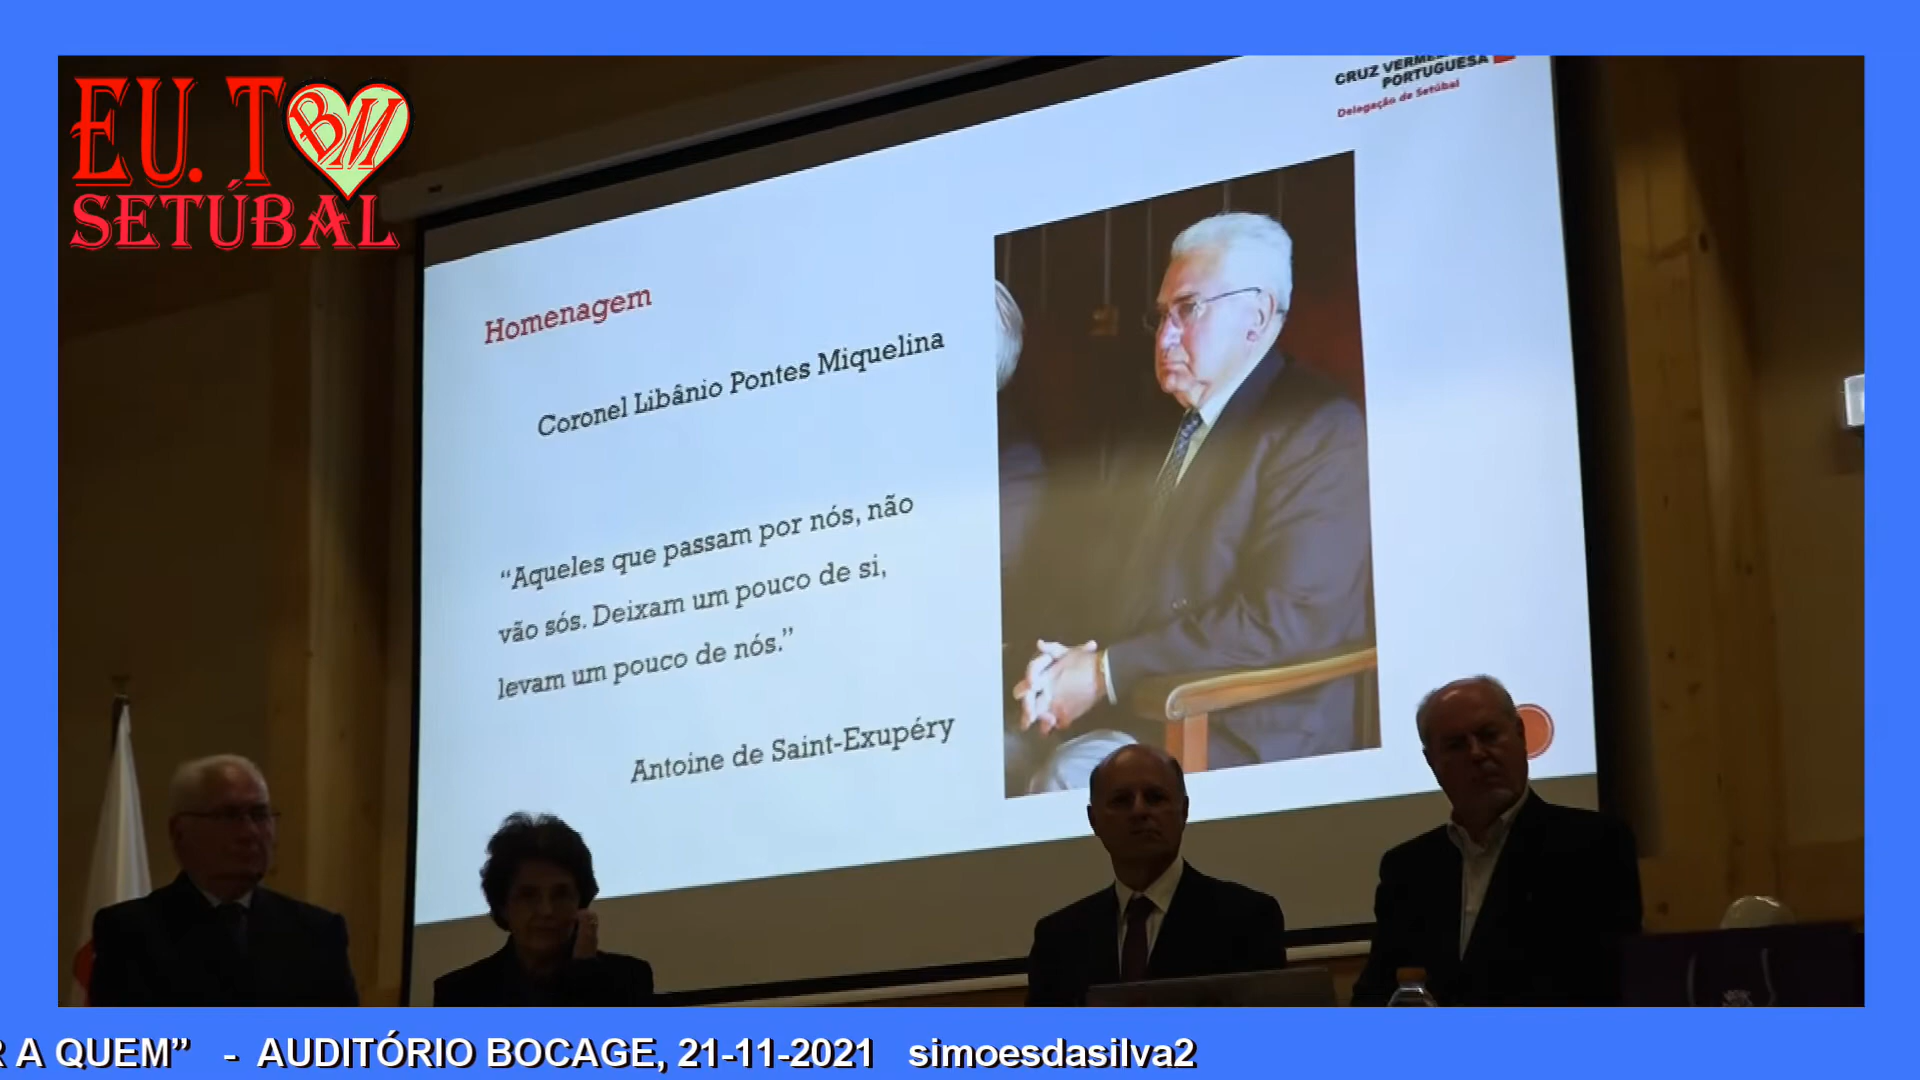 EU. T BM
SETÚBAL
CRUZ VERMELHA
PORTUGUESA
Delegação de Setúbal
Homenagem
Coronel Libânio Pontes Miquelina
“Aqueles que passam por nós, não
vão sós. Deixam um pouco de si,
levam um pouco de nós.”
Antoine de Saint-Exupéry
R A QUEM” - AUDITÓRIO BOCAGE, 21-11-2021 simoesdasilva2